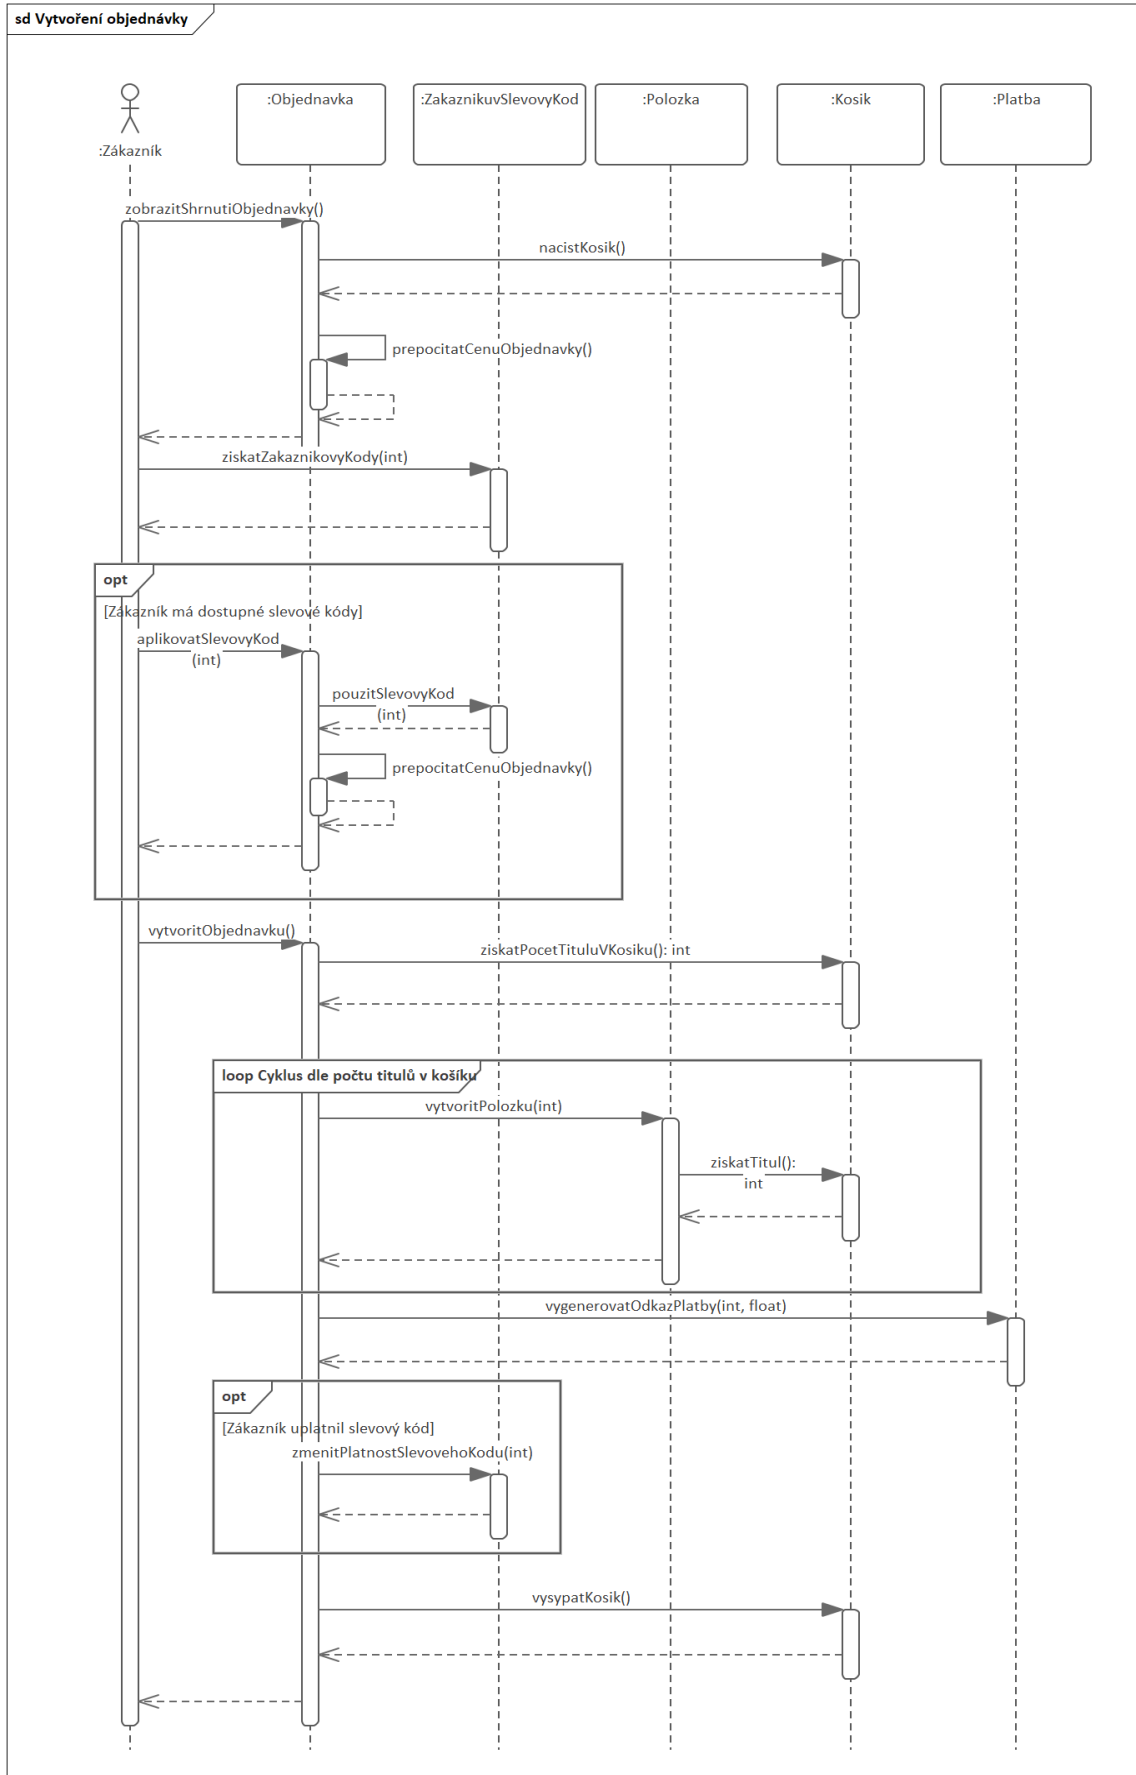 sd Vytvoření objednávky
:Zákazník
:Objednavka
:ZakaznikuvSlevovyKod
:Polozka
:Kosik
:Platba
zobrazitShrnutiObjednavky()
nacistKosik()
prepocitatCenuObjednavky()
ziskatZakaznikovyKody(int)
opt
[Zákazník má dostupné slevové kódy]
aplikovatSlevovyKod
(int)
pouzitSlevovyKod
(int)
prepocitatCenuObjednavky()
vytvoritObjednavku()
ziskatPocetTituluVKosiku(): int
loop Cyklus dle počtu titulů v košíku
vytvoritPolozku(int)
ziskatTitul():
int
vygenerovatOdkazPlatby(int, float)
opt
[Zákazník uplatnil slevový kód]
zmenitPlatnostSlevovehoKodu(int)
vysypatKosik()